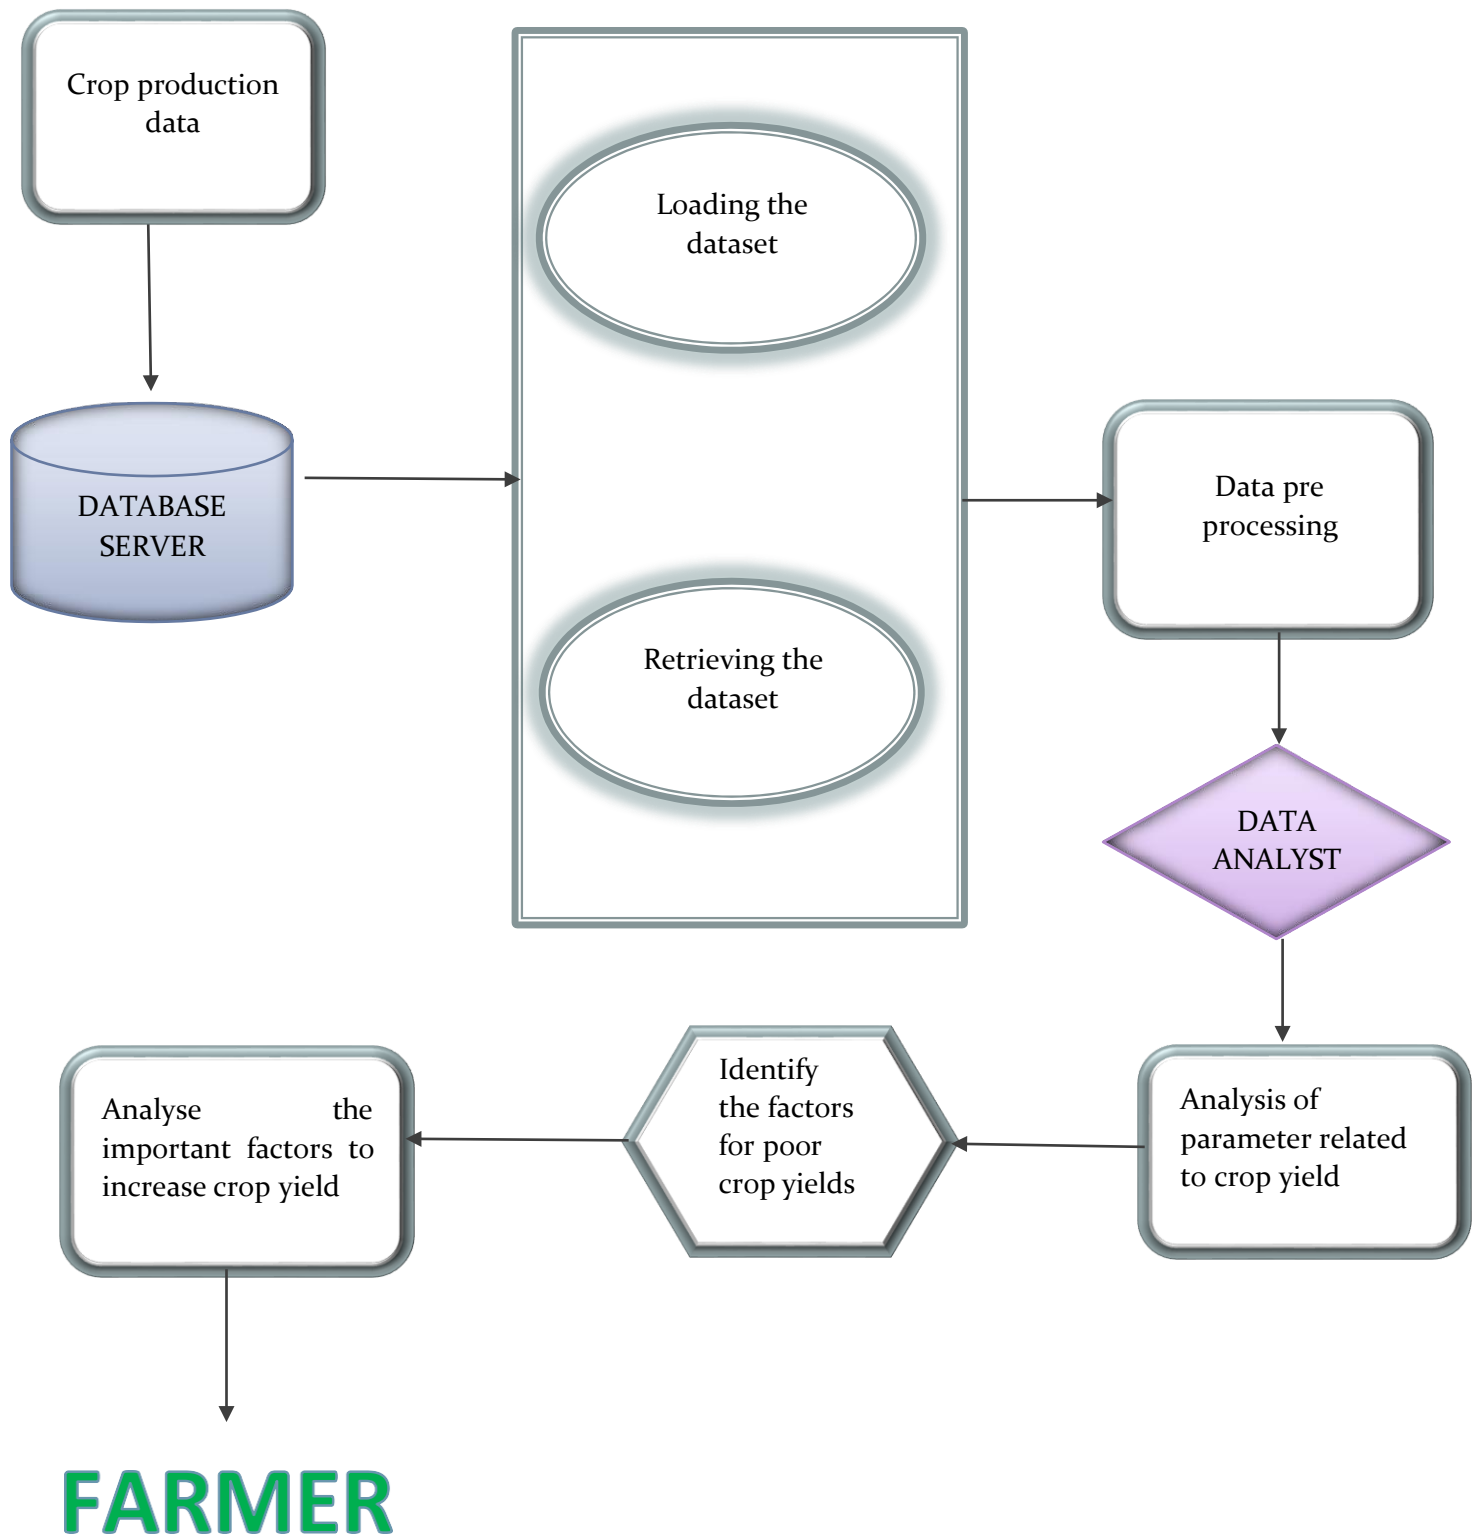 Crop production
data
Loading the
dataset
DATABASE
SERVER
Retrieving the
dataset
Data pre
processing
DATA
ANALYST
Analysis of
parameter related
to crop yield
Identify
the factors
for poor
crop yields
Analyse the
important factors to
increase crop yield
FARMER